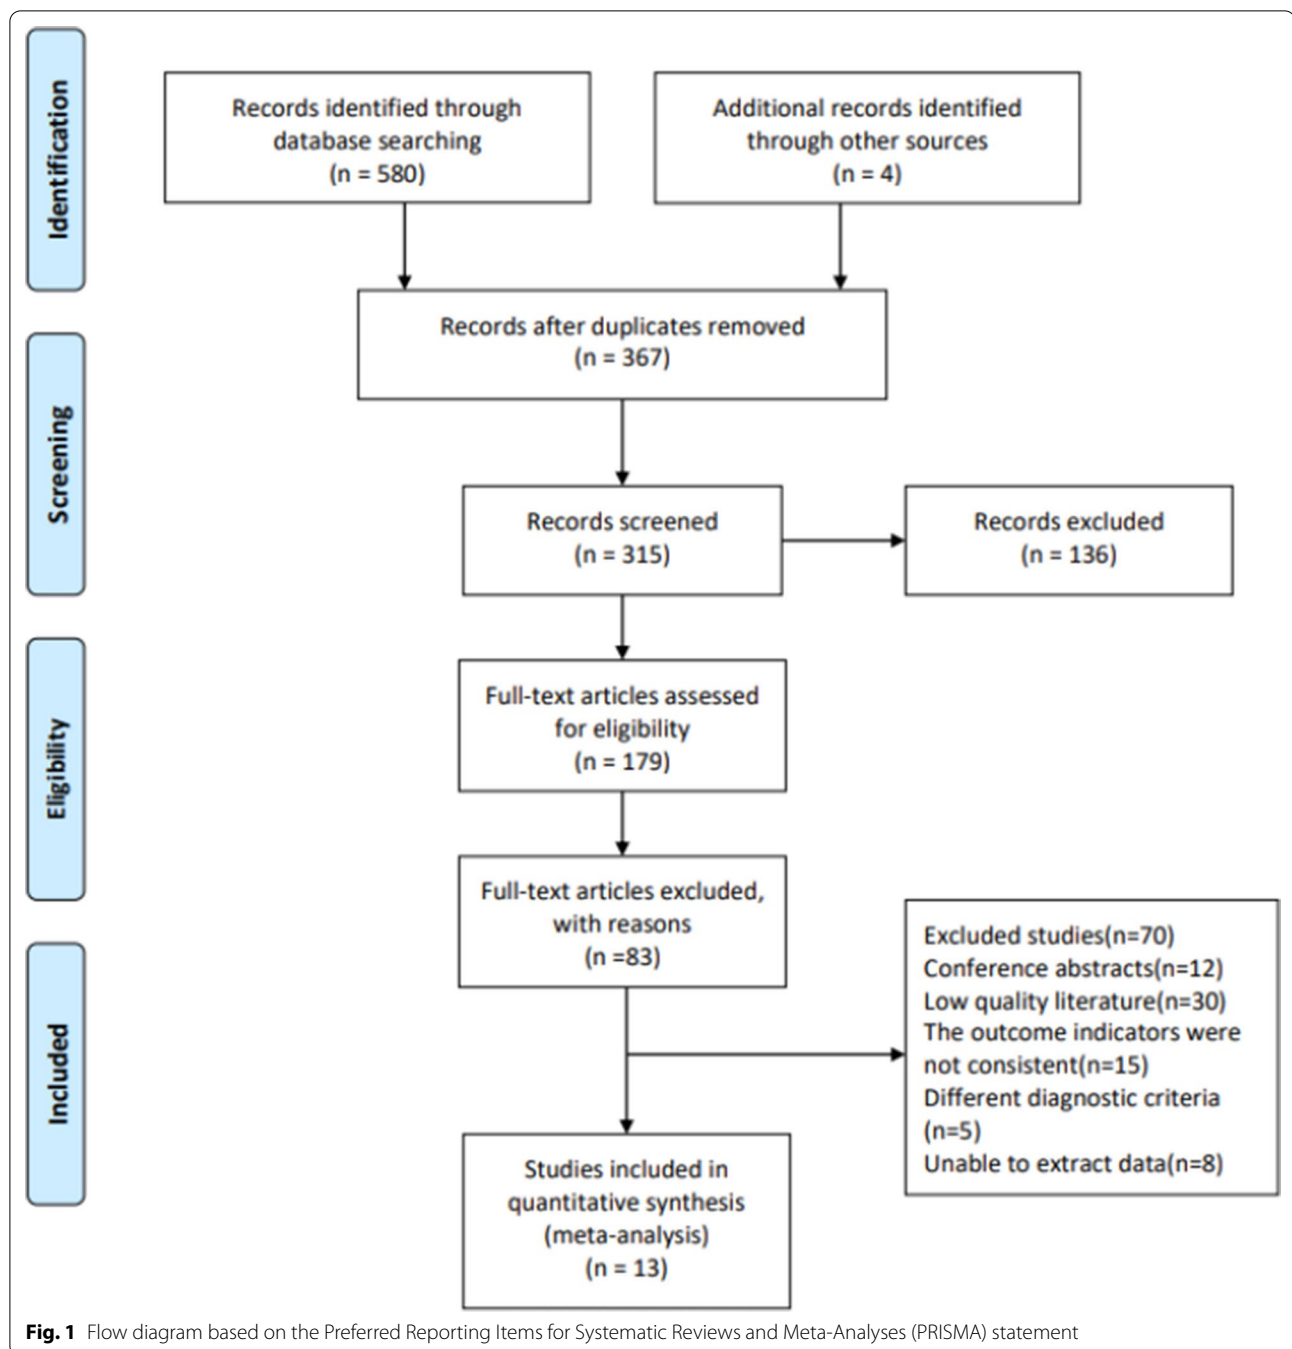 Identification
Records identified through
database searching
(n = 580)
Additional records identified
through other sources
(n = 4)
Records after duplicates removed
(n = 367)
Screening
Records screened
(n = 315)
Records excluded
(n = 136)
Eligibility
Full-text articles assessed
for eligibility
(n = 179)
Full-text articles excluded,
with reasons
(n =83)
Excluded studies(n=70)
Conference abstracts(n=12)
Low quality literature(n=30)
The outcome indicators were
not consistent(n=15)
Different diagnostic criteria
(n=5)
Unable to extract data(n=8)
Included
Studies included in
quantitative synthesis
(meta-analysis)
(n = 13)
Fig. 1 Flow diagram based on the Preferred Reporting Items for Systematic Reviews and Meta-Analyses (PRISMA) statement